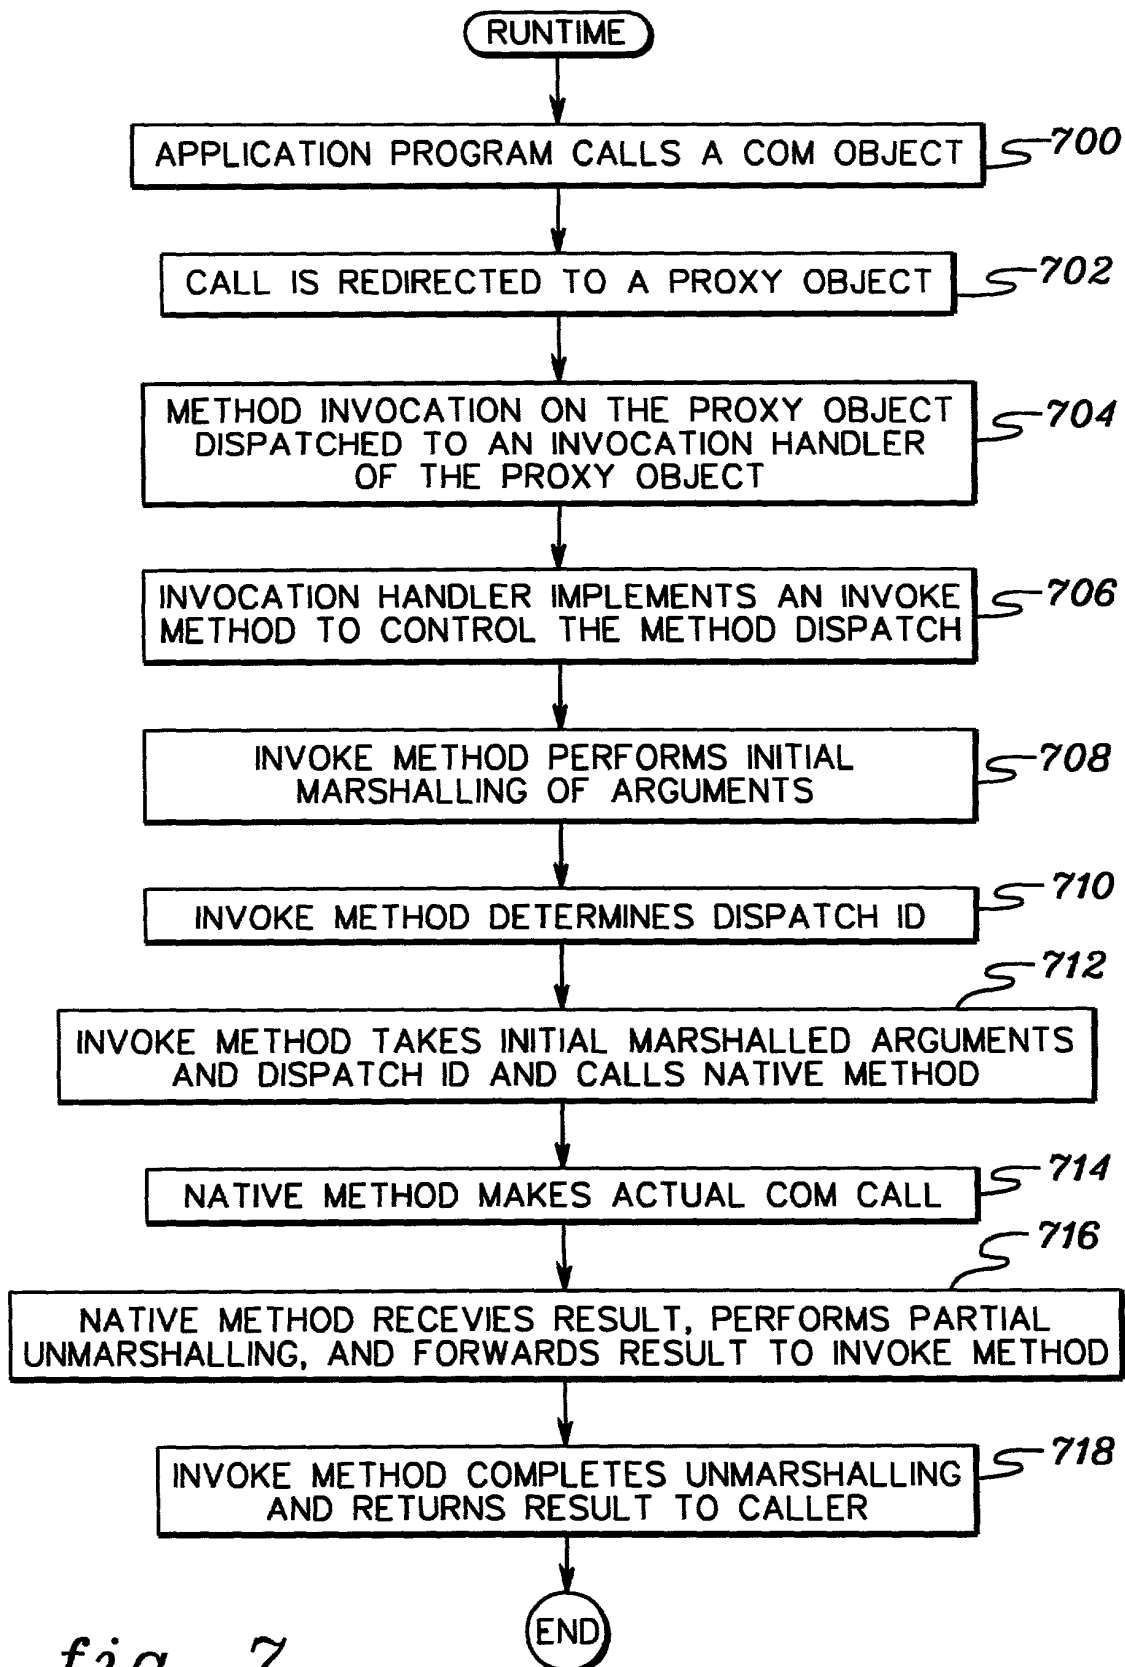 RUNTIME
APPLICATION PROGRAM CALLS A COM OBJECT
700
CALL IS REDIRECTED TO A PROXY OBJECT
702
METHOD INVOCATION ON THE PROXY OBJECT
DISPATCHED TO AN INVOCATION HANDLER
OF THE PROXY OBJECT
704
INVOCATION HANDLER IMPLEMENTS AN INVOKE
METHOD TO CONTROL THE METHOD DISPATCH
706
INVOKE METHOD PERFORMS INITIAL
MARSHALLING OF ARGUMENTS
708
INVOKE METHOD DETERMINES DISPATCH ID
710
712
INVOKE METHOD TAKES INITIAL MARSHALLED ARGUMENTS
AND DISPATCH ID AND CALLS NATIVE METHOD
NATIVE METHOD MAKES ACTUAL COM CALL
714
716
NATIVE METHOD RECEVIES RESULT, PERFORMS PARTIAL
UNMARSHALLING, AND FORWARDS RESULT TO INVOKE METHOD
INVOKE METHOD COMPLETES UNMARSHALLING
AND RETURNS RESULT TO CALLER
718
END
fig. 7